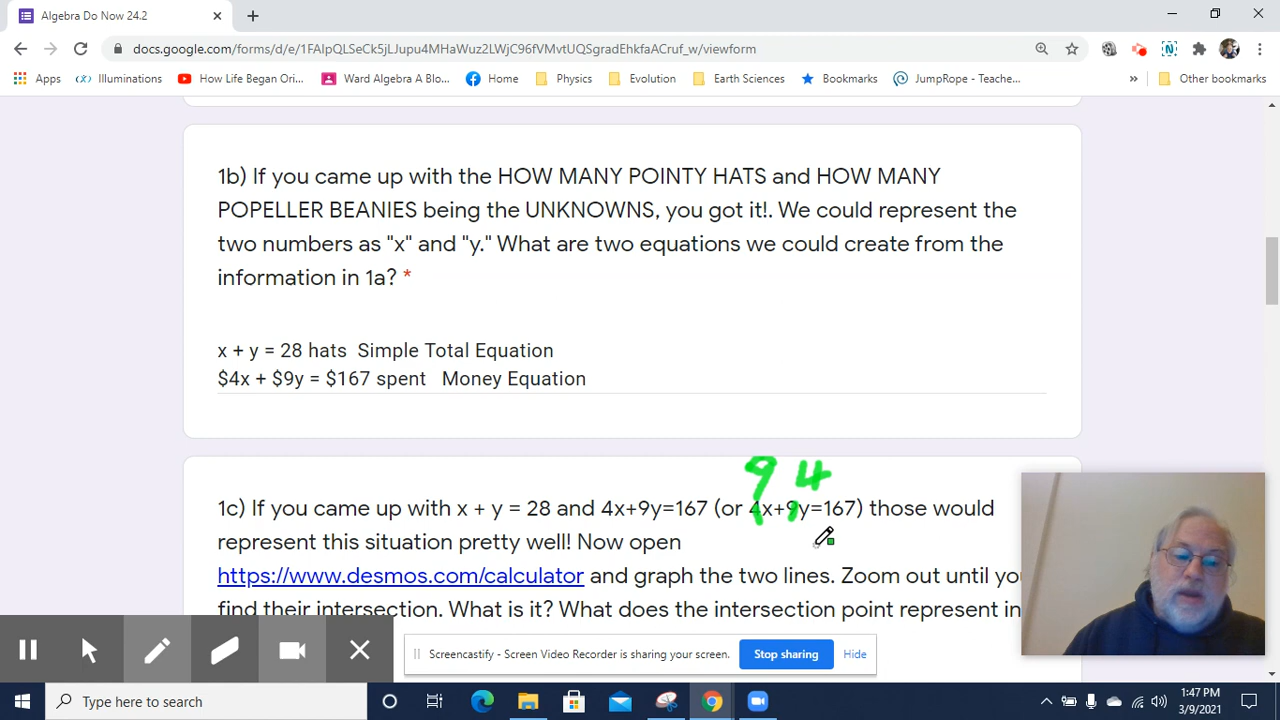 Algebra Do Now 24.2
docs.google.com/forms/d/e/1FAIpQLSeCk5jLJupu4MHaWuz2LWjC96fVMvtUQSgradEhkfaACruf_w/viewform
Apps
Illuminations
How Life Began Ori...
Ward Algebra A Blo...
Home
Physics
Evolution
Earth Sciences
Bookmarks
JumpRope - Teache...
»
Other bookmarks
1b) If you came up with the HOW MANY POINTY HATS and HOW MANY
POPELLER BEANIES being the UNKNOWNS, you got it!. We could represent the
two numbers as "x" and "y." What are two equations we could create from the
information in 1a? *
x + y = 28 hats  Simple Total Equation
$4x + $9y = $167 spent   Money Equation
9 4
1c) If you came up with x + y = 28 and 4x+9y=167 (or 4x+9y=167) those would
represent this situation pretty well! Now open
https://www.desmos.com/calculator and graph the two lines. Zoom out until you
find their intersection. What is it? What does the intersection point represent in
Screencastify - Screen Video Recorder is sharing your screen.
Stop sharing
Hide
Type here to search
1:47 PM
3/9/2021